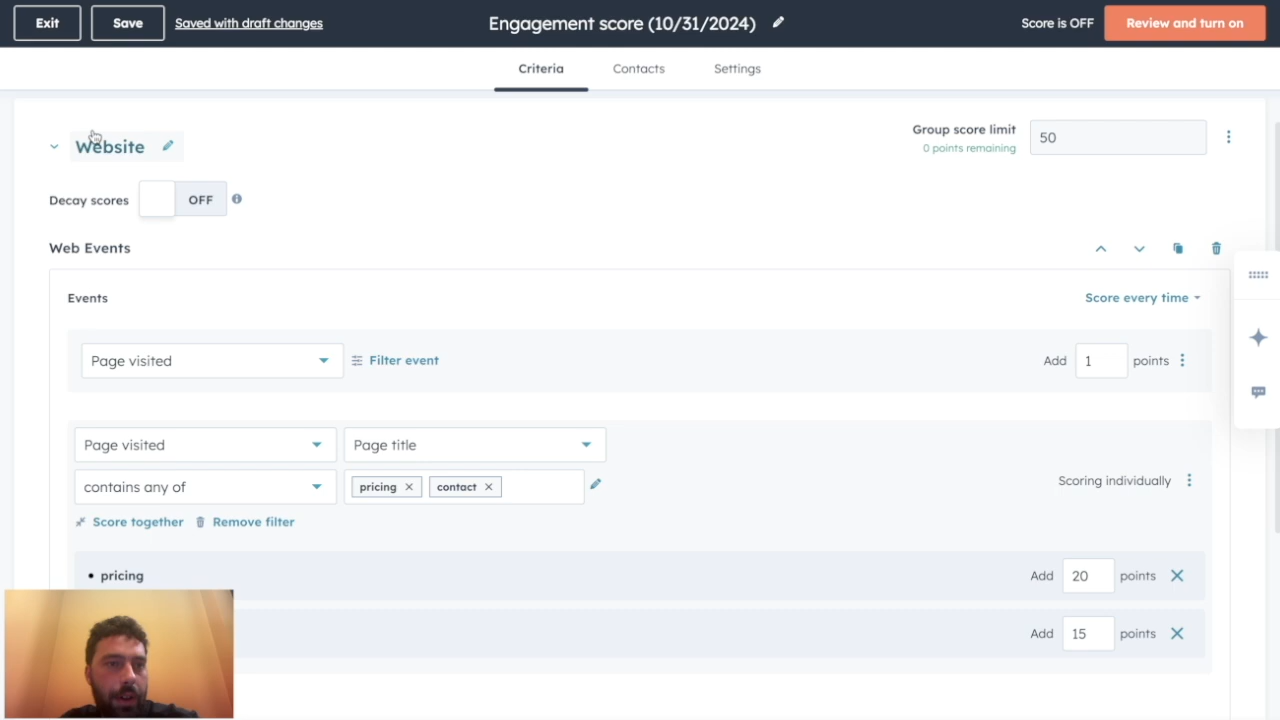 Exit
Save
Saved with draft changes
Engagement score (10/31/2024)
Score is OFF
Review and turn on
Criteria
Contacts
Settings
Website
Group score limit
0 points remaining
50
Decay scores
OFF
Web Events
Events
Score every time
Page visited
Filter event
Add 1 points
Page visited
Page title
contains any of
pricing
contact
Scoring individually
Score together
Remove filter
• pricing
Add 20 points
Add 15 points